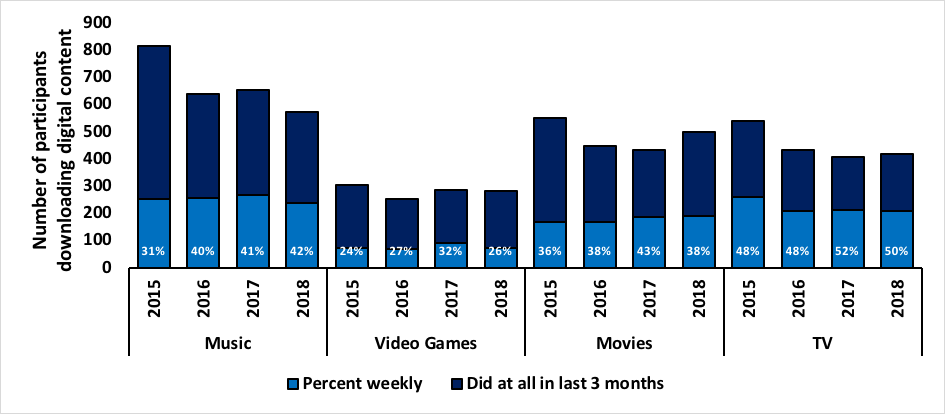 Number of participants
downloading digital content
900
800
700
600
500
400
300
200
100
0
31% 40% 41% 42% 24% 27% 32% 26% 36% 38% 43% 38% 48% 48% 52% 50%
2015 2016 2017 2018 2015 2016 2017 2018 2015 2016 2017 2018 2015 2016 2017 2018
Music Video Games Movies TV
Percent weekly Did at all in last 3 months